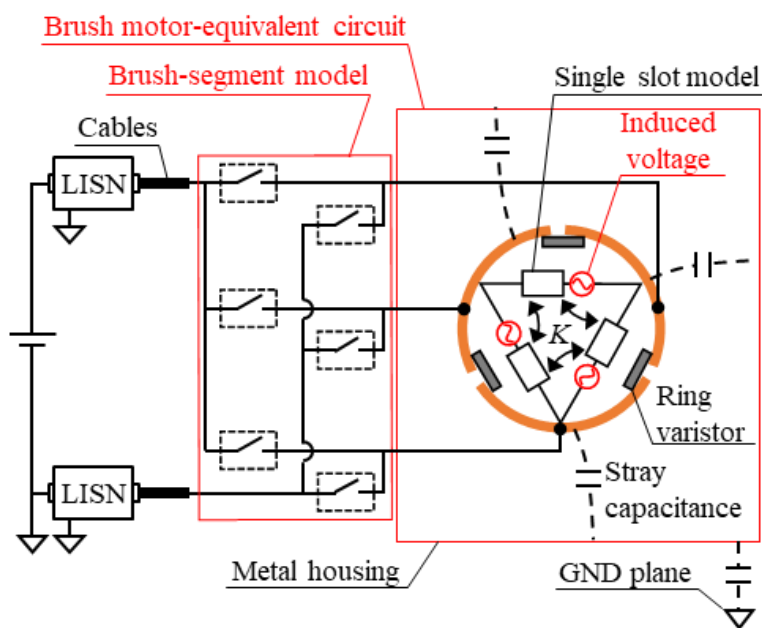 Brush motor-equivalent circuit
Brush-segment model
Single slot model
Cables
Induced
voltage
LISN
K
Ring
varistor
LISN
Stray
capacitance
Metal housing
GND plane